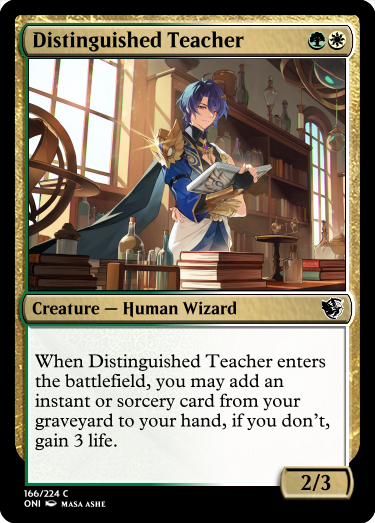 Distinguished Teacher
Creature — Human Wizard
When Distinguished Teacher enters
the battlefield, you may add an
instant or sorcery card from your
graveyard to your hand, if you don't,
gain 3 life.
2/3
166/224 C
ONI MASA ASHE